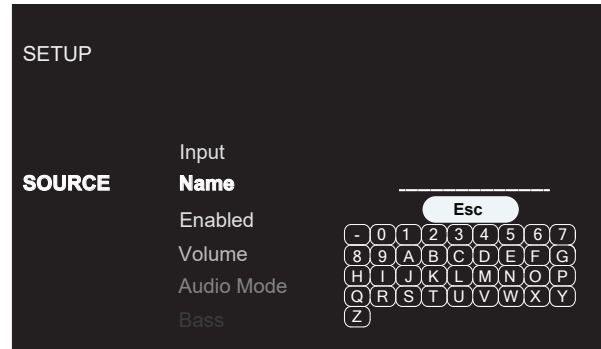 SETUP
Input
SOURCE Name _____________
Esc
Enabled
- 0 1 2 3 4 5 6 7
Volume 8 9 A B C D E F G
H I J K L M N O P
Audio Mode
Q R S T U V W X Y
Bass Z